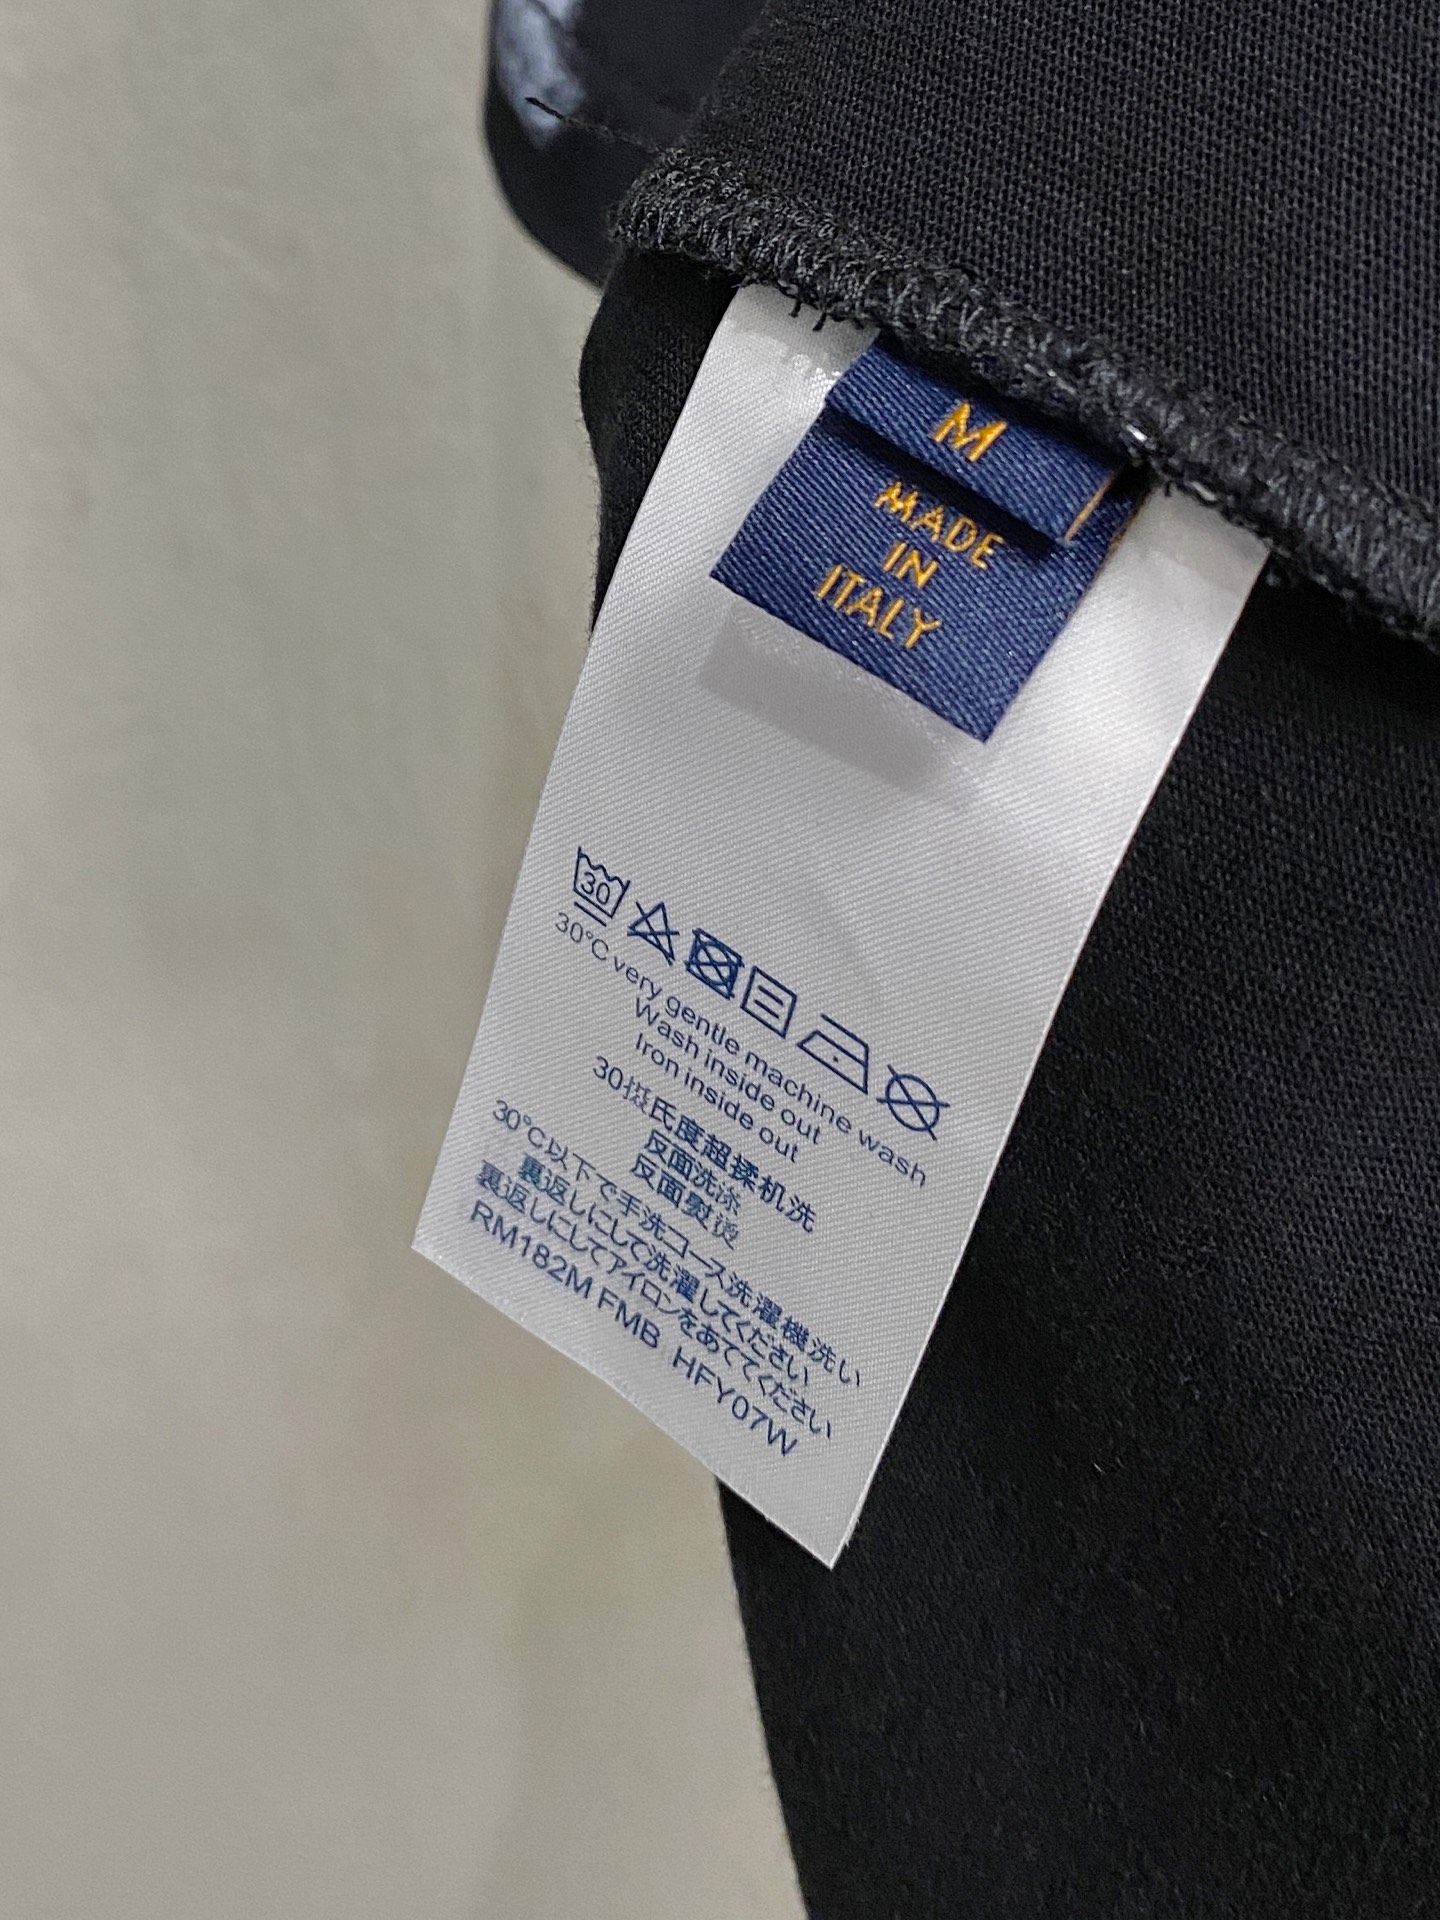 M
MADE
IN
ITALY
30
30°C very gentle machine wash
Wash inside out
Iron inside out
30摄氏度超揉机洗
反面洗涤
反面熨烫
30°C以下で手洗コース洗濯機洗い
裏返しにして洗濯してください
裏返しにしてアイロンをあててください
RM182M FMB HFY07W